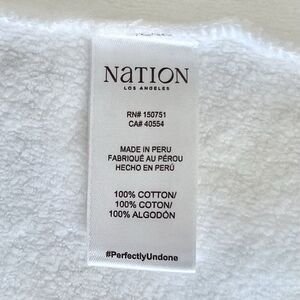 NATION
LOS ANGELES
RN# 150751
CA# 40554
MADE IN PERU
FABRIQUÉ AU PÉROU
HECHO EN PERÚ
100% COTTON/
100% COTON/
100% ALGODÓN
#PerfectlyUndone